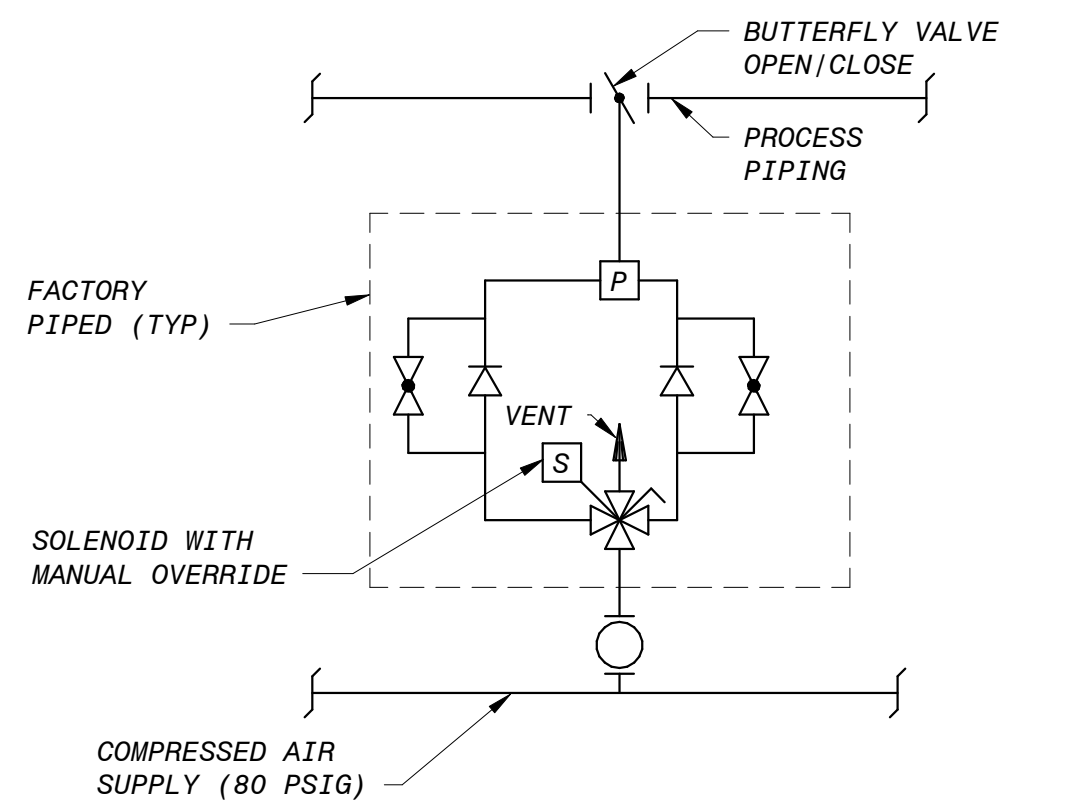 BUTTERFLY VALVE
OPEN/CLOSE
PROCESS
PIPING
P
FACTORY
PIPED (TYP)
VENT
S
SOLENOID WITH
MANUAL OVERRIDE
COMPRESSED AIR
SUPPLY (80 PSIG)